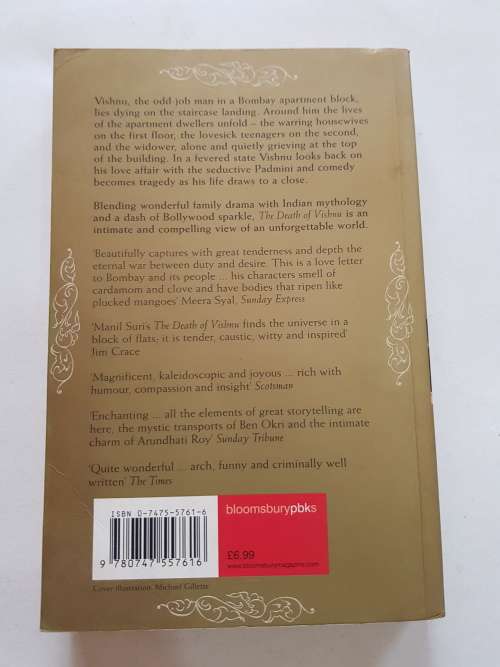 Vishnu, the odd job man in a Bombay apartment block,
lies dying on the staircase landing. Around him the lives
of the apartment dwellers unfold – the warring housewives
on the first floor, the lovesick teenagers on the second,
and the widower, alone and quietly grieving at the top
of the building. In a fevered state Vishnu looks back on
his love affair with the seductive Padmini and comedy
becomes tragedy as his life draws to a close.
Blending wonderful family drama with Indian mythology
and a dash of Bollywood sparkle, The Death of Vishnu is an
intimate and compelling view of an unforgettable world.
'Beautifully captures with great tenderness and depth the
eternal war between duty and desire. This is a love letter
to Bombay and its people ... his characters smell of
cardamom and clove and have bodies that ripen like
plucked mangoes' Meera Syal, Sunday Express
'Manil Suri's The Death of Vishnu finds the universe in a
block of flats; it is tender, caustic, witty and inspired'
Jim Crace
'Magnificent, kaleidoscopic and joyous ... rich with
humour, compassion and insight' Scotsman
'Enchanting ... all the elements of great storytelling are
here, the mystic transports of Ben Okri and the intimate
charm of Arundhati Roy' Sunday Tribune
'Quite wonderful ... arch, funny and criminally well
written' The Times
ISBN 0-7475-5761-6
9 780747 557616
bloomsburypbks
£6.99
www.bloomsburymagazine.com
Cover illustration: Michael Gillette